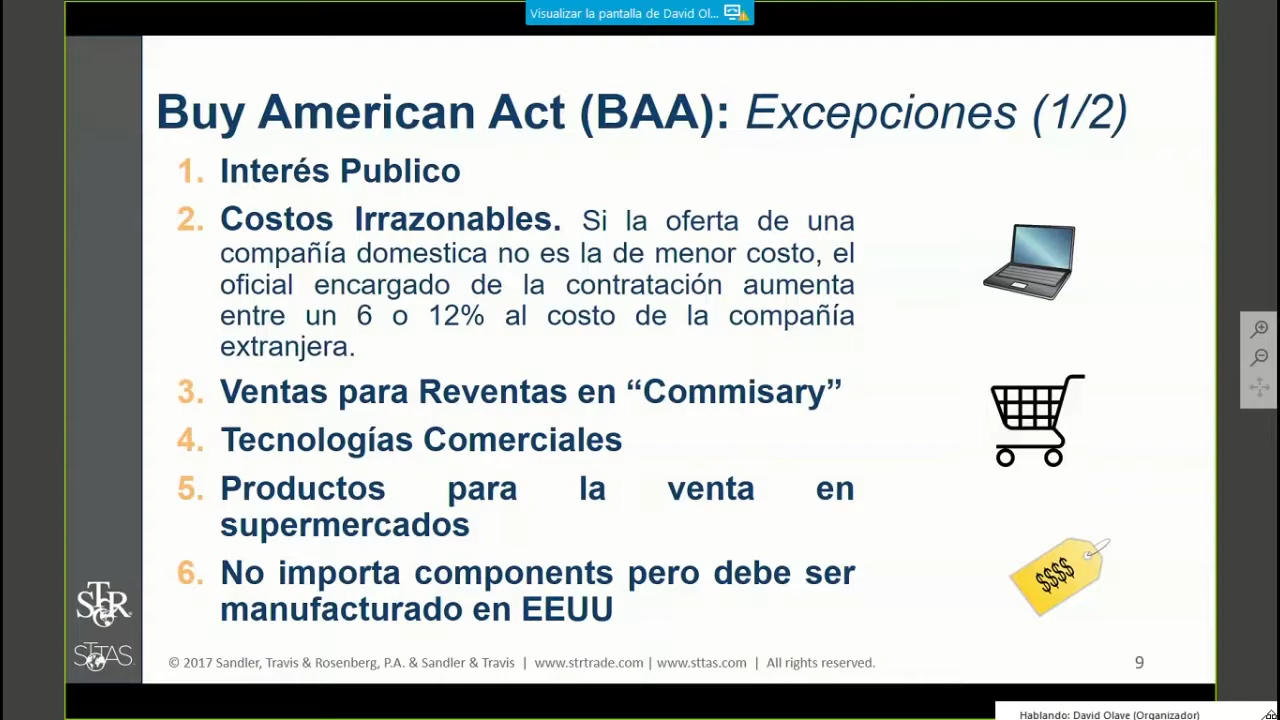 Visualizar la pantalla de David Ol...
Buy American Act (BAA): Excepciones (1/2)
1. Interés Publico
2. Costos Irrazonables. Si la oferta de una
compañía domestica no es la de menor costo, el
oficial encargado de la contratación aumenta
entre un 6 o 12% al costo de la compañía
extranjera.
3. Ventas para Reventas en “Commisary”
4. Tecnologías Comerciales
5. Productos para la venta en
supermercados
6. No importa components pero debe ser
manufacturado en EEUU
$$$$
STR
STTAS
© 2017 Sandler, Travis & Rosenberg, P.A. & Sandler & Travis | www.strtrade.com | www.sttas.com | All rights reserved.
9
Hablando: David Olave (Organizador)